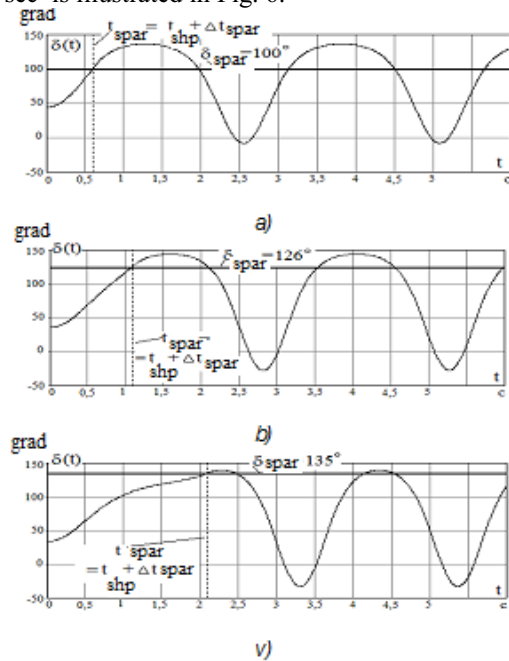 see is illustrated in Fig. 6.
grad
t spar = t shp + Δt spar
δ(t)
δ spar =100°
150
100
50
0
-50
t
0 0,5 1 1,5 2 2,5 3 3,5 4 4,5 5 c
a)
grad
δ(t)
150
δ spar =126°
100
t spar =
50
= t shp + Δt spar
0
-50
t
0 0,5 1 1,5 2 2,5 3 3,5 4 4,5 5 c
b)
grad
δ(t)
150
δ spar 135°
100
50
t spar
= t shp + Δt spar
0
-50
t
0 0,5 1 1,5 2 2,5 3 3,5 4 4,5 5 c
v)